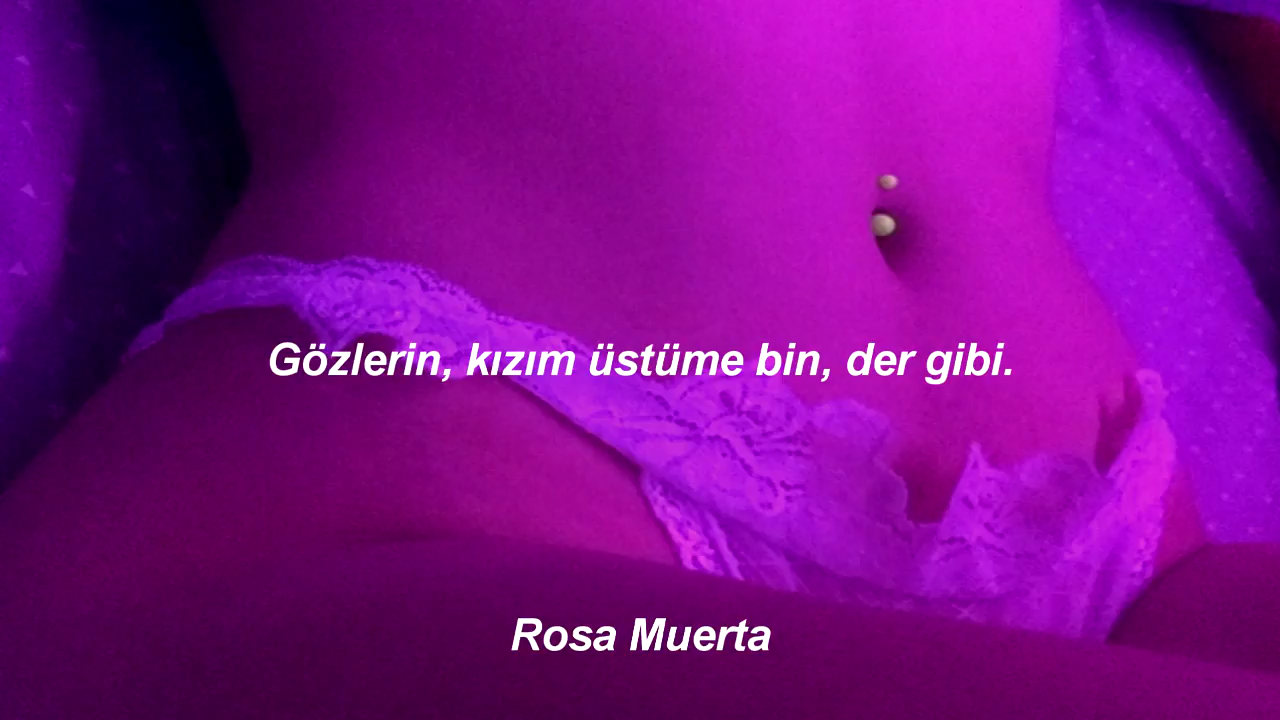 Gözlerin, kızım üstüme bin, der gibi.
Rosa Muerta